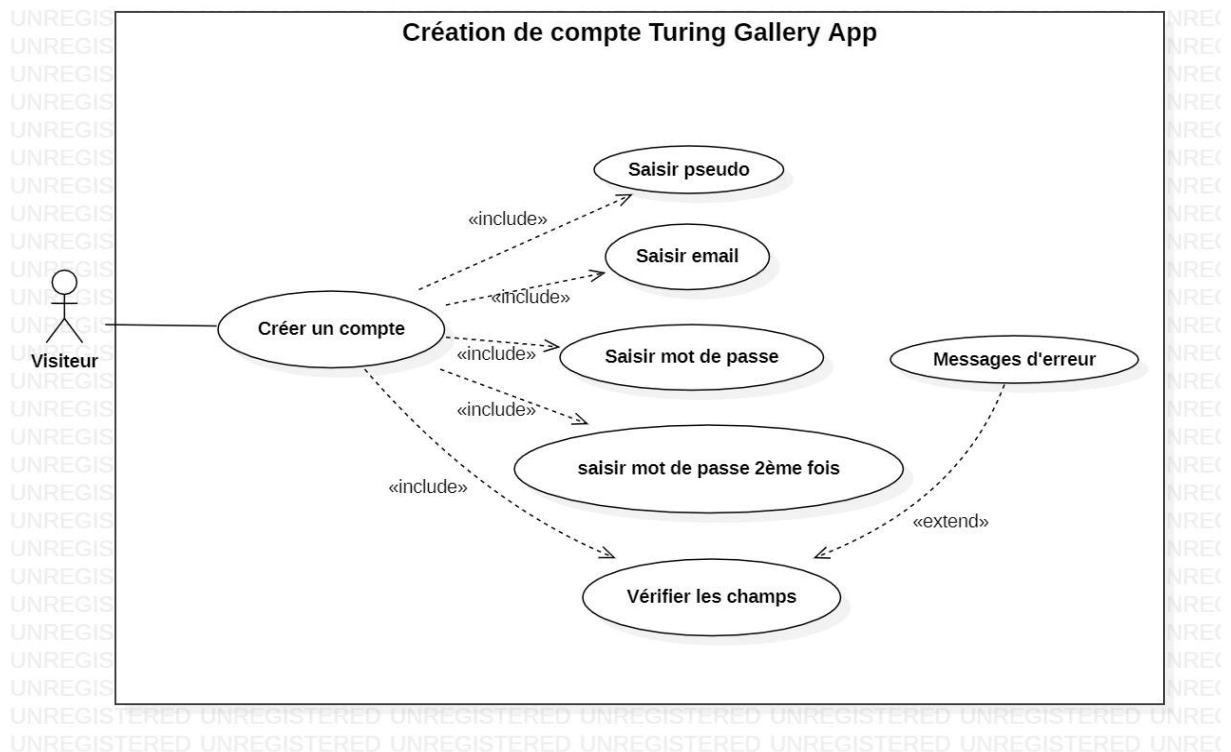 Création de compte Turing Gallery App
Saisir pseudo
«include»
Saisir email
«include»
Créer un compte
Visiteur
«include»
Saisir mot de passe
Messages d'erreur
«include»
saisir mot de passe 2ème fois
«include»
«extend»
Vérifier les champs
UNREGISTERED UNREGISTERED UNREGISTERED UNREGISTERED UNREGISTERED UNREGISTERED
UNREGISTERED UNREGISTERED UNREGISTERED UNREGISTERED UNREGISTERED UNREGISTERED